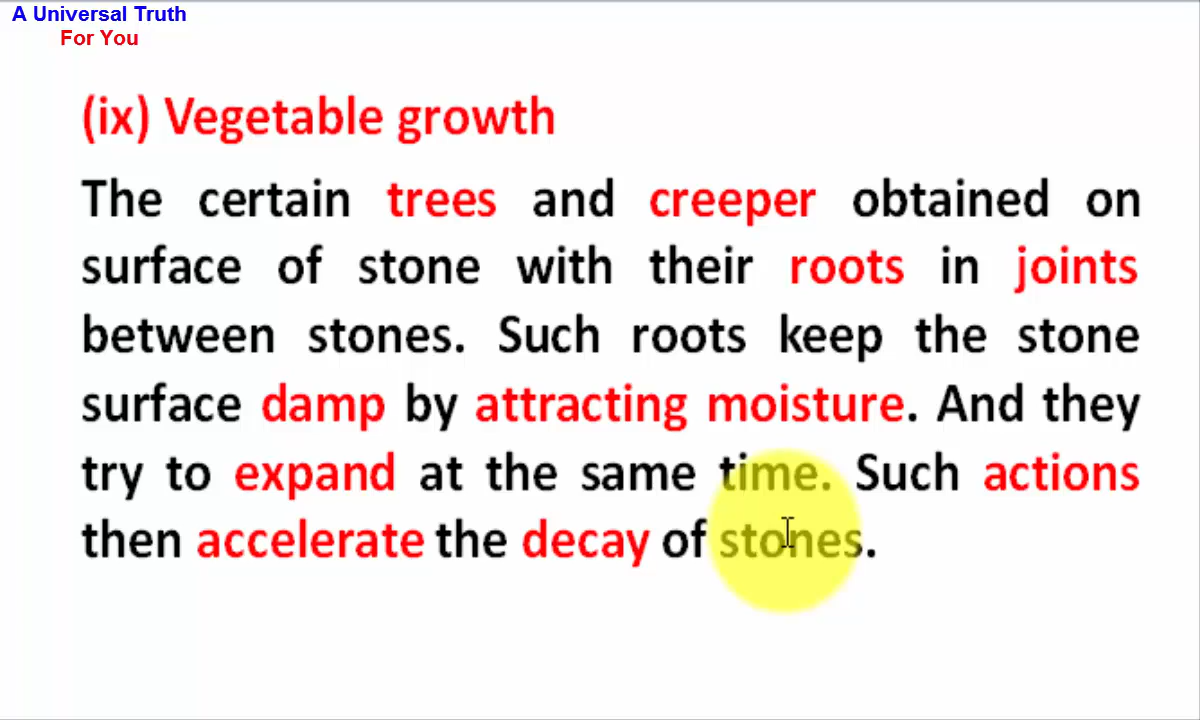 A Universal Truth
For You
(ix) Vegetable growth
The certain trees and creeper obtained on
surface of stone with their roots in joints
between stones. Such roots keep the stone
surface damp by attracting moisture. And they
try to expand at the same time. Such actions
then accelerate the decay of stones.